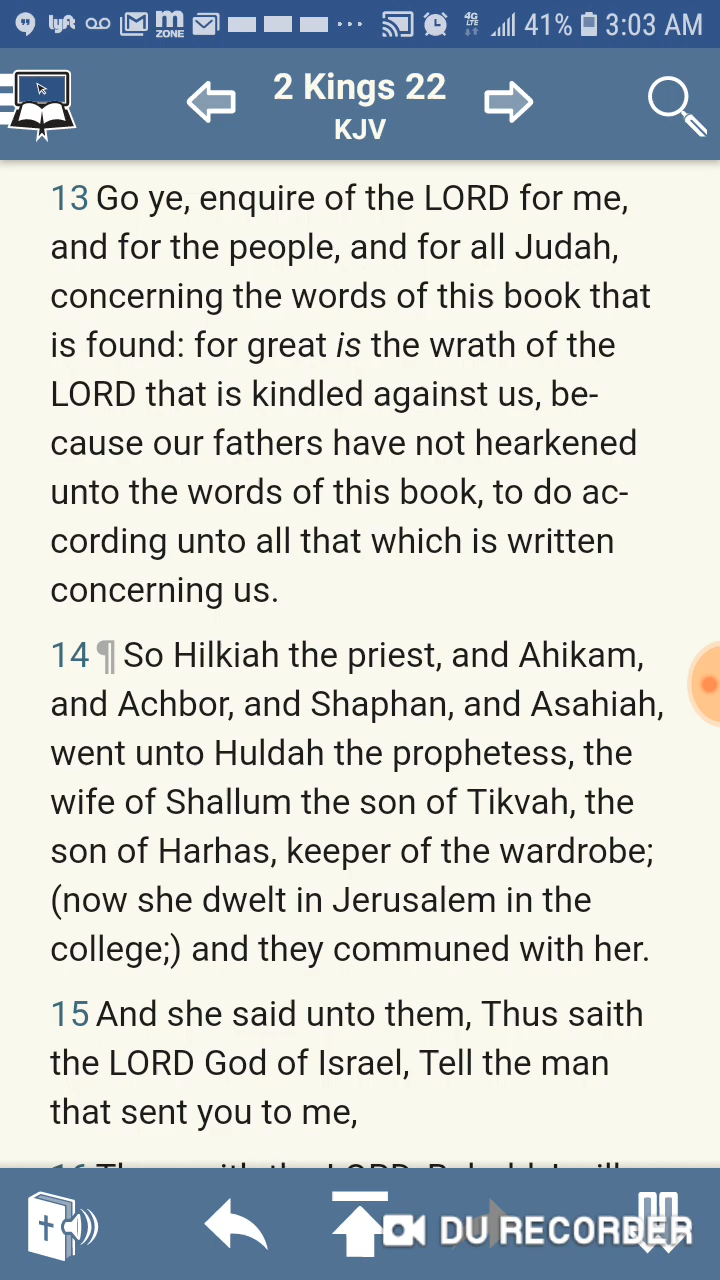 lyft
m
ZONE
4G
LTE
41%
3:03 AM
2 Kings 22
KJV
13 Go ye, enquire of the LORD for me,
and for the people, and for all Judah,
concerning the words of this book that
is found: for great is the wrath of the
LORD that is kindled against us, be-
cause our fathers have not hearkened
unto the words of this book, to do ac-
cording unto all that which is written
concerning us.
14 ¶ So Hilkiah the priest, and Ahikam,
and Achbor, and Shaphan, and Asahiah,
went unto Huldah the prophetess, the
wife of Shallum the son of Tikvah, the
son of Harhas, keeper of the wardrobe;
(now she dwelt in Jerusalem in the
college;) and they communed with her.
15 And she said unto them, Thus saith
the LORD God of Israel, Tell the man
that sent you to me,
DU RECORDER